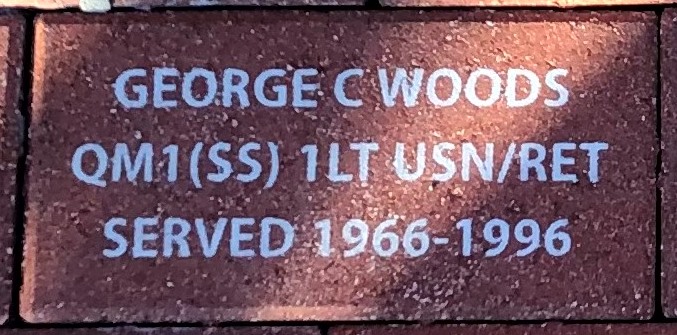 GEORGE C WOODS
QM1(SS) 1LT USN/RET
SERVED 1966-1996